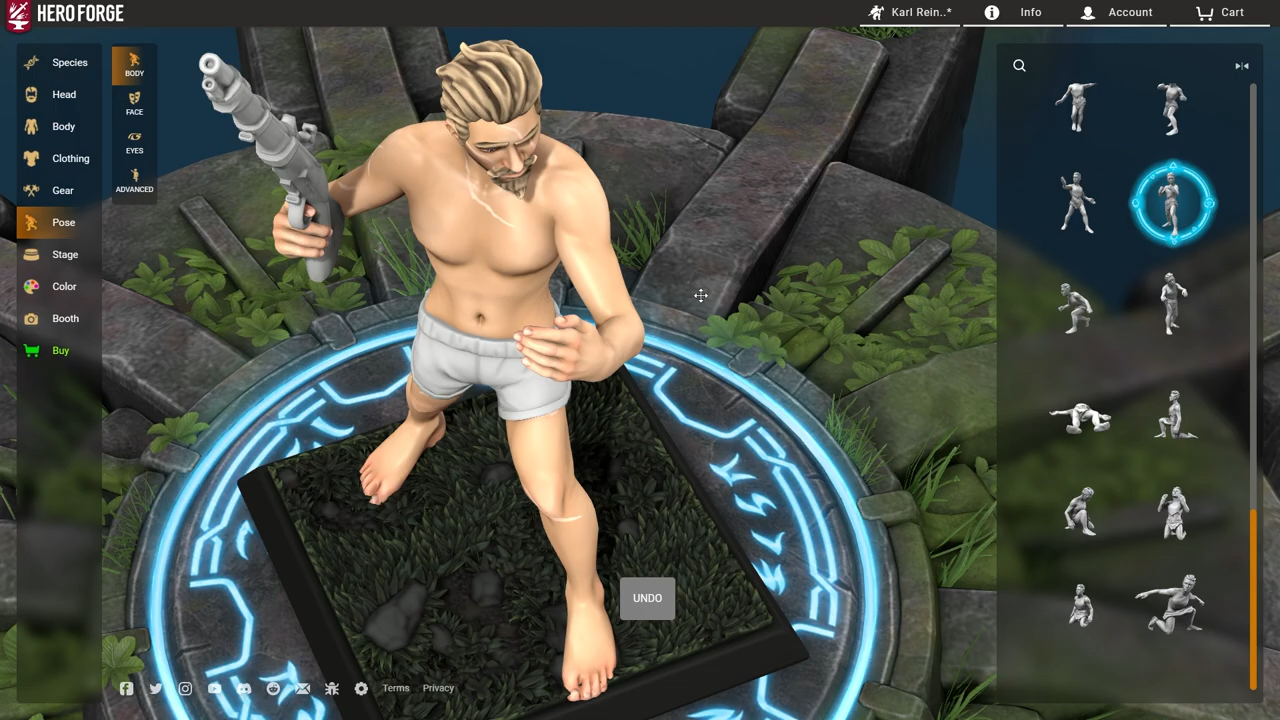 HERO FORGE
Karl Rein..*
Info
Account
Cart
Species
Head
Body
Clothing
Gear
Pose
Stage
Color
Booth
Buy
BODY
FACE
EYES
ADVANCED
UNDO
Terms
Privacy